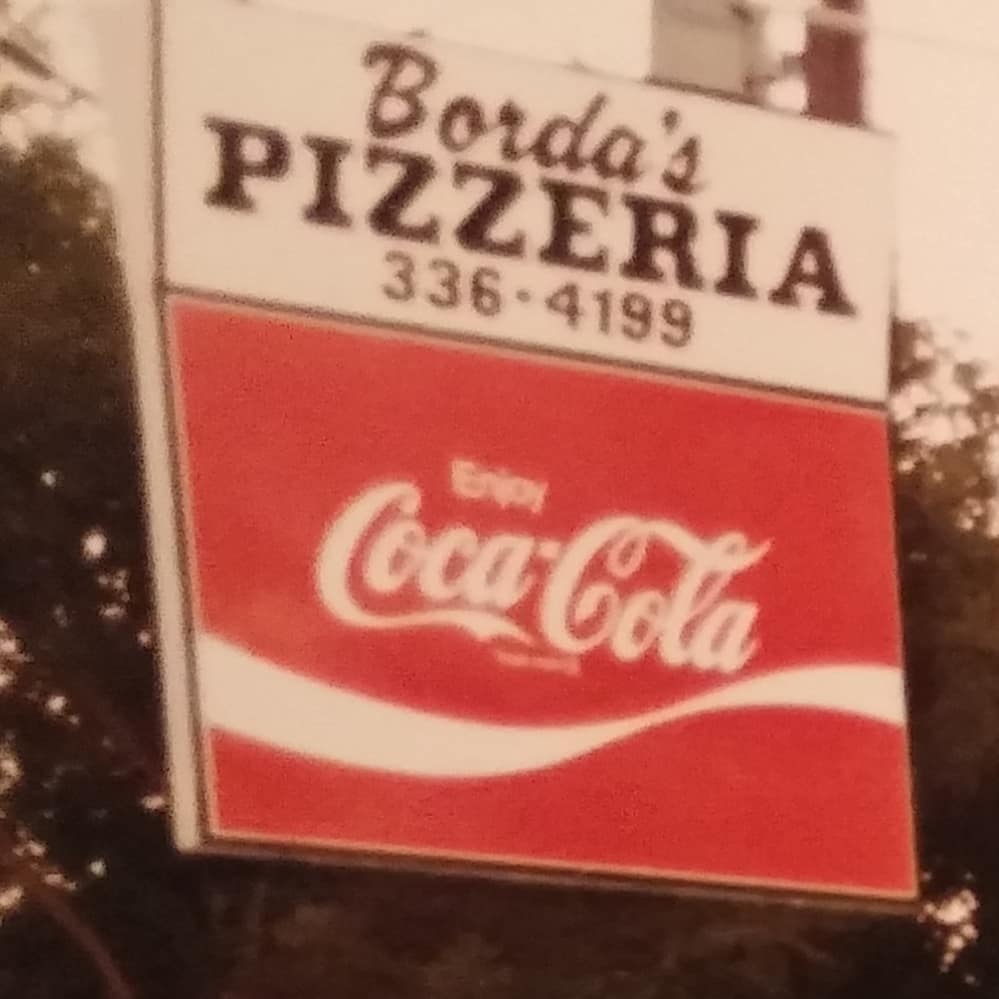 Borda's
PIZZERIA
336-4199
Enjoy
Coca-Cola